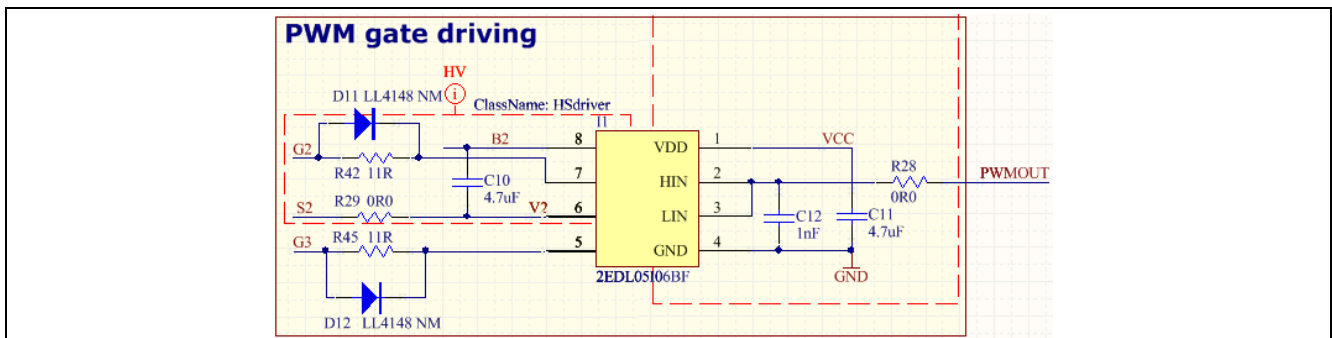 PWM gate driving
HV
i
D11 LL4148 NM
ClassName: HSdriver
I1
G2
B2
8
VDD
1
VCC
R42 11R
7
HIN
2
R28
PWMOUT
C10
4.7uF
0R0
S2
R29 0R0
V?
6
LIN
3
C12
1nF
C11
4.7uF
G3
R45 11R
5
GND
4
2EDL05I06BF
GND
D12 LL4148 NM